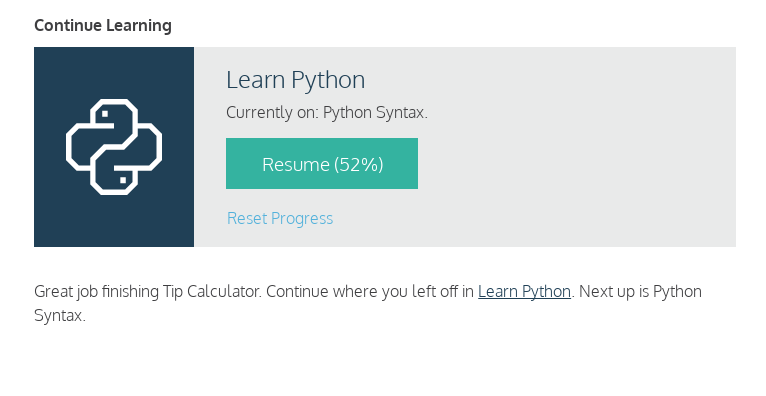 Continue Learning
Learn Python
Currently on: Python Syntax.
Resume (52%)
Reset Progress
Great job finishing Tip Calculator. Continue where you left off in Learn Python. Next up is Python
Syntax.